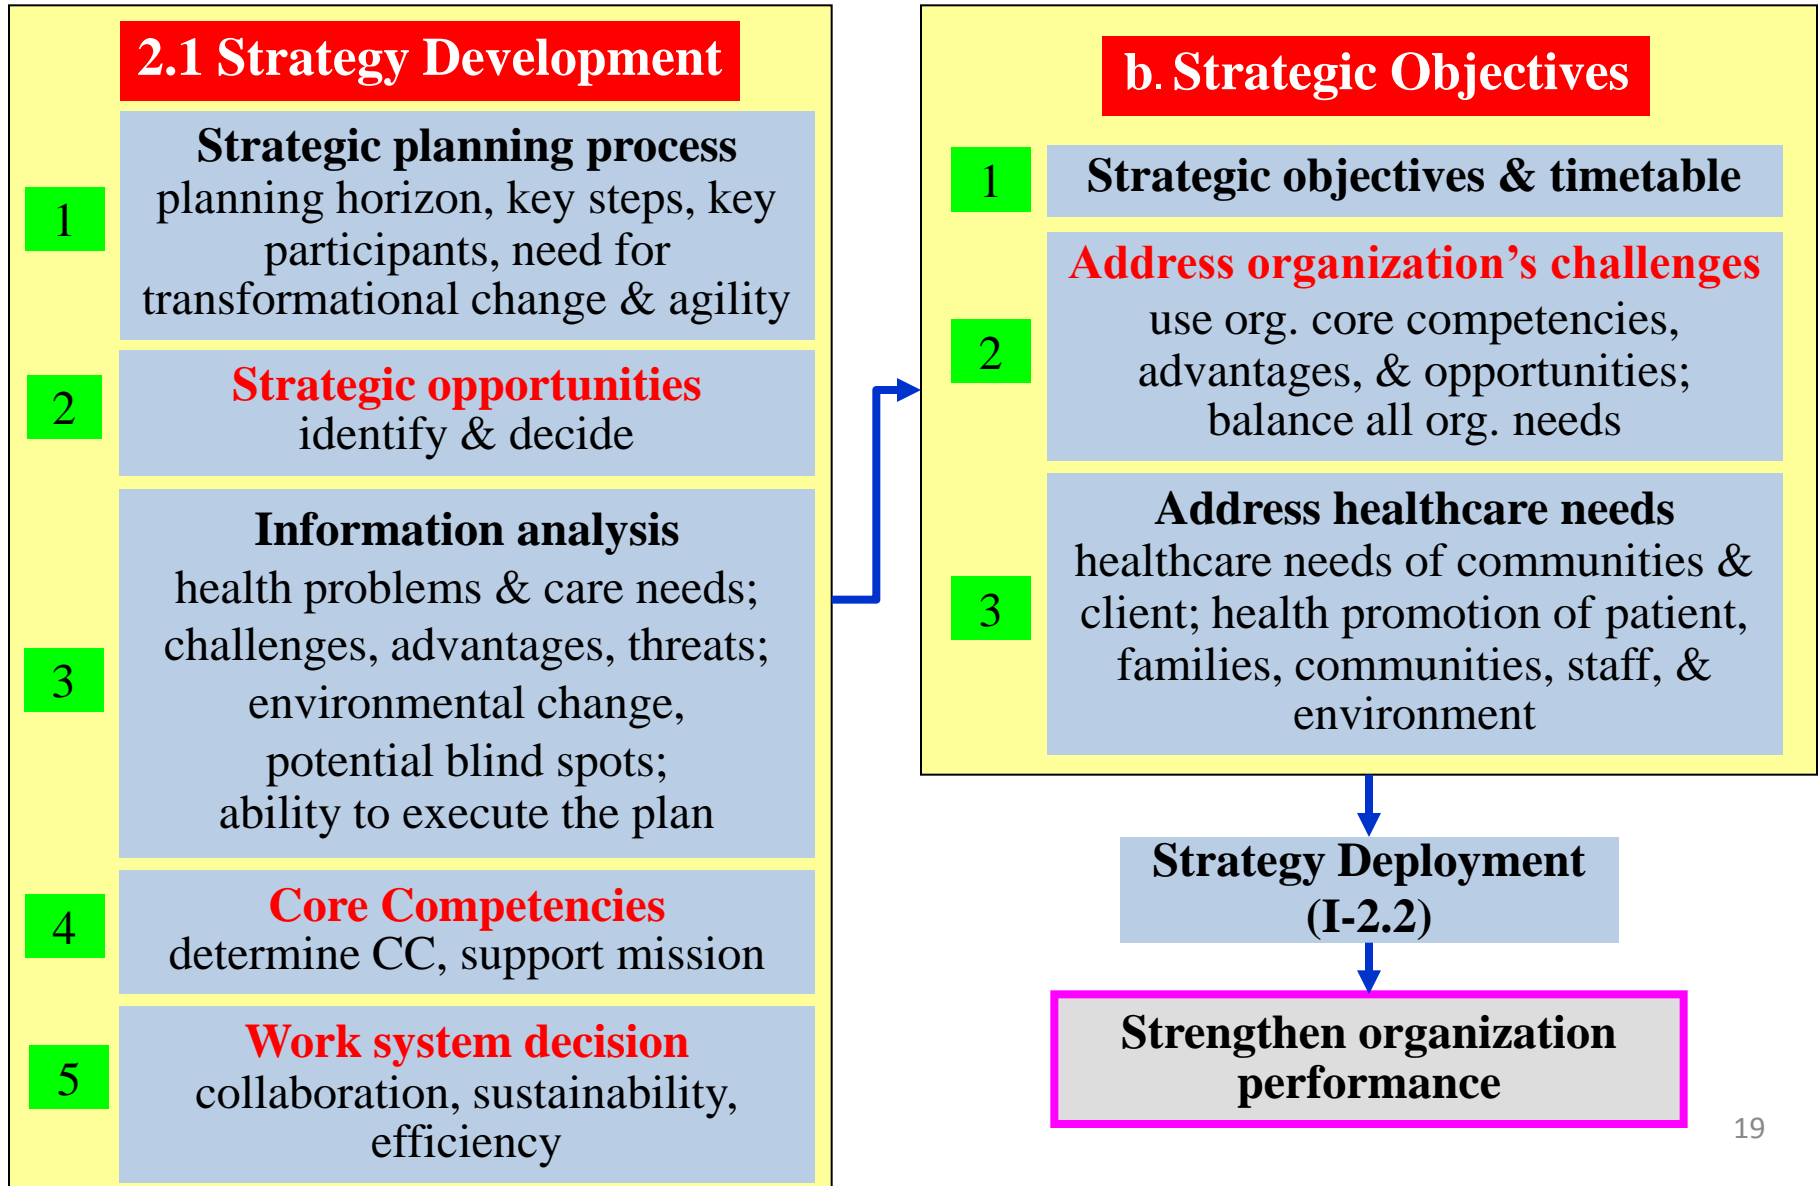 2.1 Strategy Development
1
Strategic planning process
planning horizon, key steps, key
participants, need for
transformational change & agility
2
Strategic opportunities
identify & decide
3
Information analysis
health problems & care needs;
challenges, advantages, threats;
environmental change,
potential blind spots;
ability to execute the plan
4
Core Competencies
determine CC, support mission
5
Work system decision
collaboration, sustainability,
efficiency
b. Strategic Objectives
1
Strategic objectives & timetable
2
Address organization’s challenges
use org. core competencies,
advantages, & opportunities;
balance all org. needs
3
Address healthcare needs
healthcare needs of communities &
client; health promotion of patient,
families, communities, staff, &
environment
Strategy Deployment
(I-2.2)
Strengthen organization
performance
19